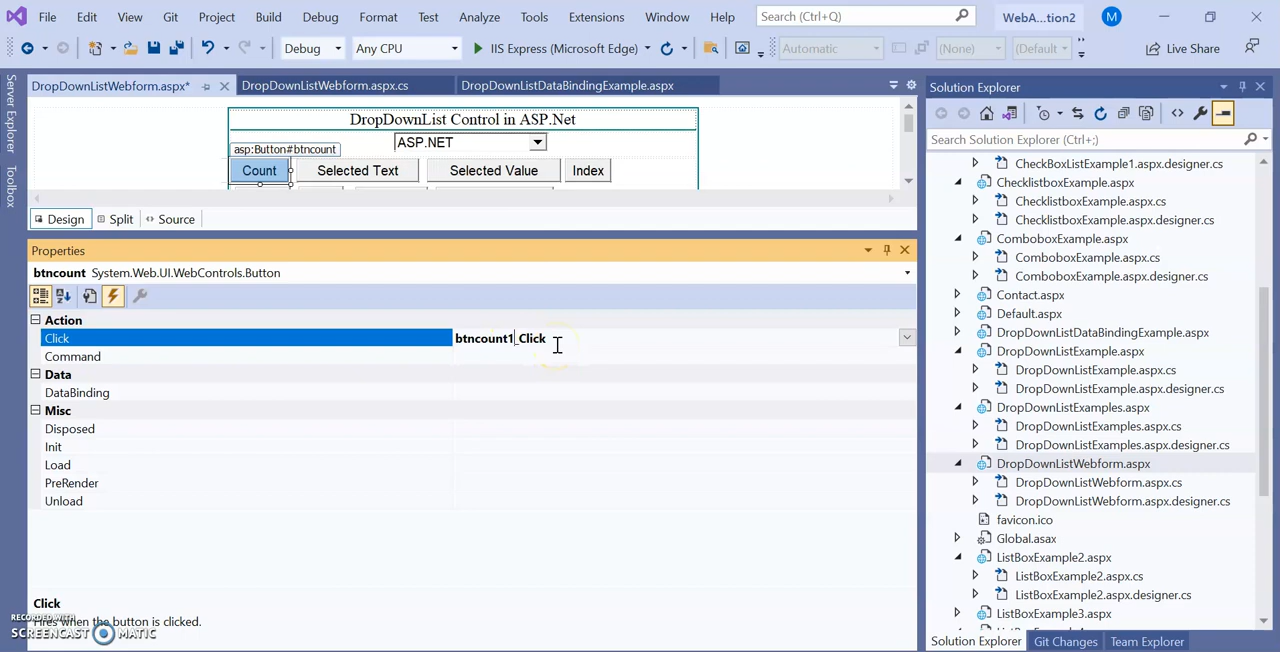 File Edit View Git Project Build Debug Format Test Analyze Tools Extensions Window Help Search (Ctrl+Q) WebA...tion2 M
Debug Any CPU IIS Express (Microsoft Edge) Automatic (None) (Default Live Share
Server Explorer
Toolbox
DropDownListWebform.aspx* DropDownListWebform.aspx.cs DropDownListDataBindingExample.aspx
DropDownList Control in ASP.Net
ASP.NET
asp:Button#btncount
Count Selected Text Selected Value Index
Design Split Source
Properties
btncount System.Web.UI.WebControls.Button
Action
Click btncount1_Click
Command
Data
DataBinding
Misc
Disposed
Init
Load
PreRender
Unload
Click
Fires when the button is clicked.
RECORDED WITH
SCREENCAST MATIC
Solution Explorer
Search Solution Explorer (Ctrl+;)
CheckBoxListExample1.aspx.designer.cs
ChecklistboxExample.aspx
ChecklistboxExample.aspx.cs
ChecklistboxExample.aspx.designer.cs
ComboboxExample.aspx
ComboboxExample.aspx.cs
ComboboxExample.aspx.designer.cs
Contact.aspx
Default.aspx
DropDownListDataBindingExample.aspx
DropDownListExample.aspx
DropDownListExample.aspx.cs
DropDownListExample.aspx.designer.cs
DropDownListExamples.aspx
DropDownListExamples.aspx.cs
DropDownListExamples.aspx.designer.cs
DropDownListWebform.aspx
DropDownListWebform.aspx.cs
DropDownListWebform.aspx.designer.cs
favicon.ico
Global.asax
ListBoxExample2.aspx
ListBoxExample2.aspx.cs
ListBoxExample2.aspx.designer.cs
ListBoxExample3.aspx
Solution Explorer Git Changes Team Explorer